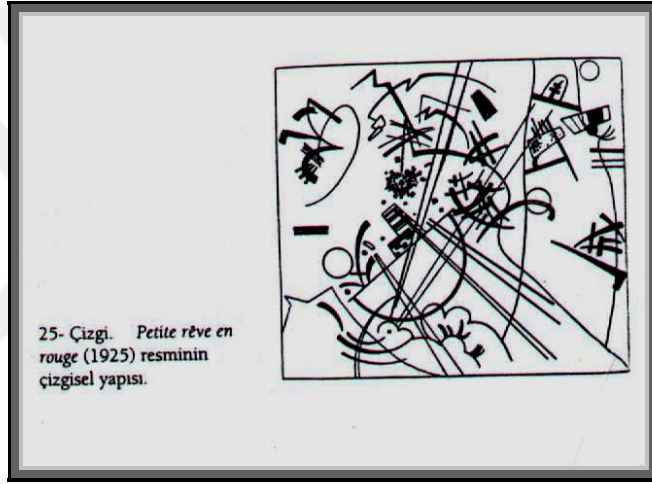 25- Çizgi. Petite rêve en
rouge (1925) resminin
çizgisel yapısı.